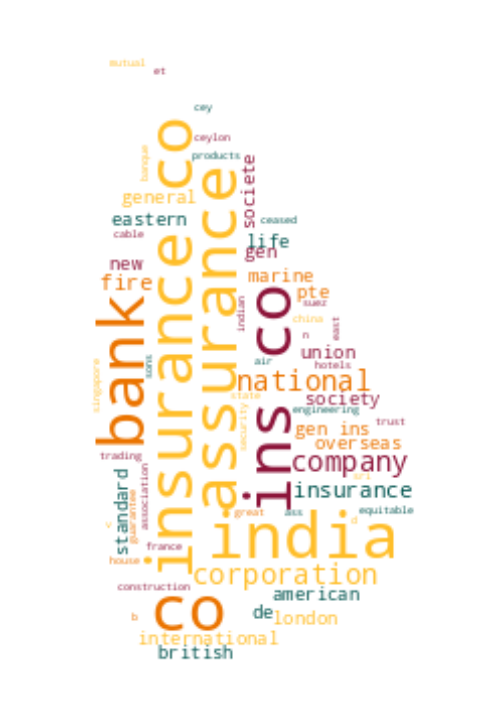 mutual
et
cey
ceylon
banque
products
societe
general
eastern
ceased
cable
life
gen
new
fire
marine
pte
insurance co
assurance
ins co
bank
indian
suez
china
east
n
union
hotels
air
sons
singapore
national
state
society
security
engineering
trust
gen ins
overseas
trading
company
association
standard
guarantee
sri
insurance
equitable
great
ass
d
c
india
france
house
corporation
construction
american
co
de
london
b
international
british